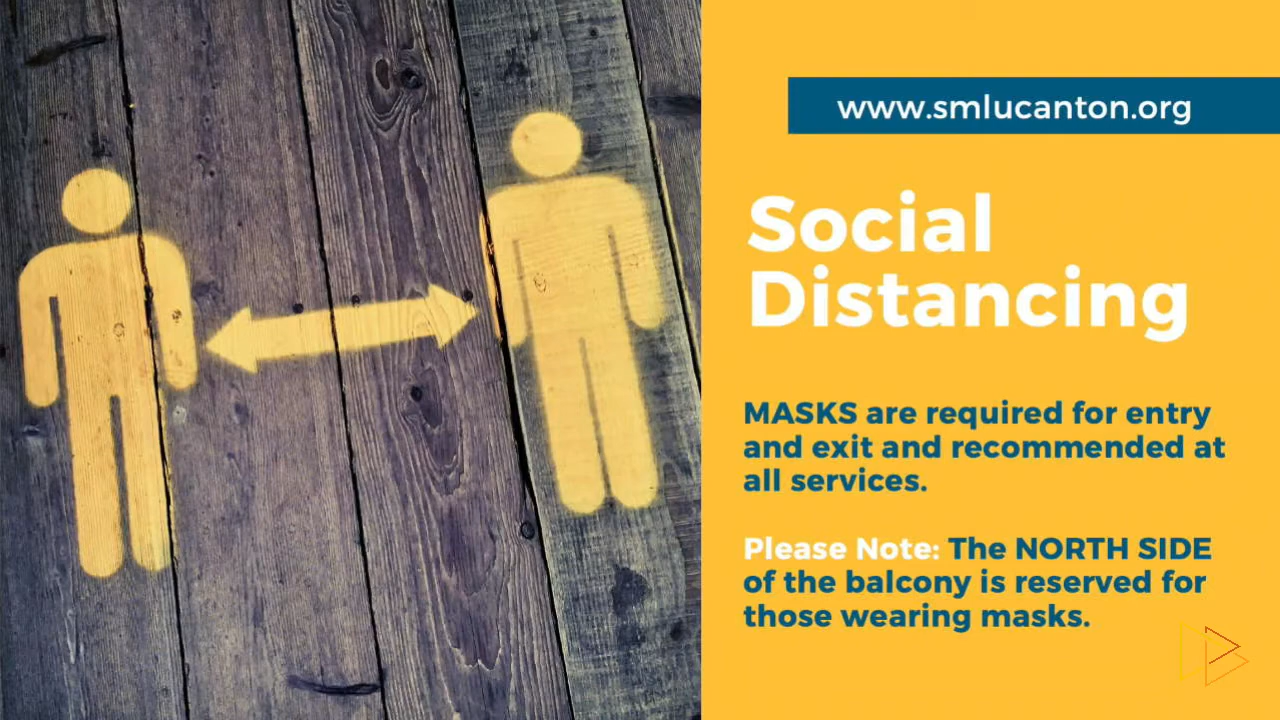 www.smlucanton.org
Social
Distancing
MASKS are required for entry
and exit and recommended at
all services.
Please Note: The NORTH SIDE
of the balcony is reserved for
those wearing masks.